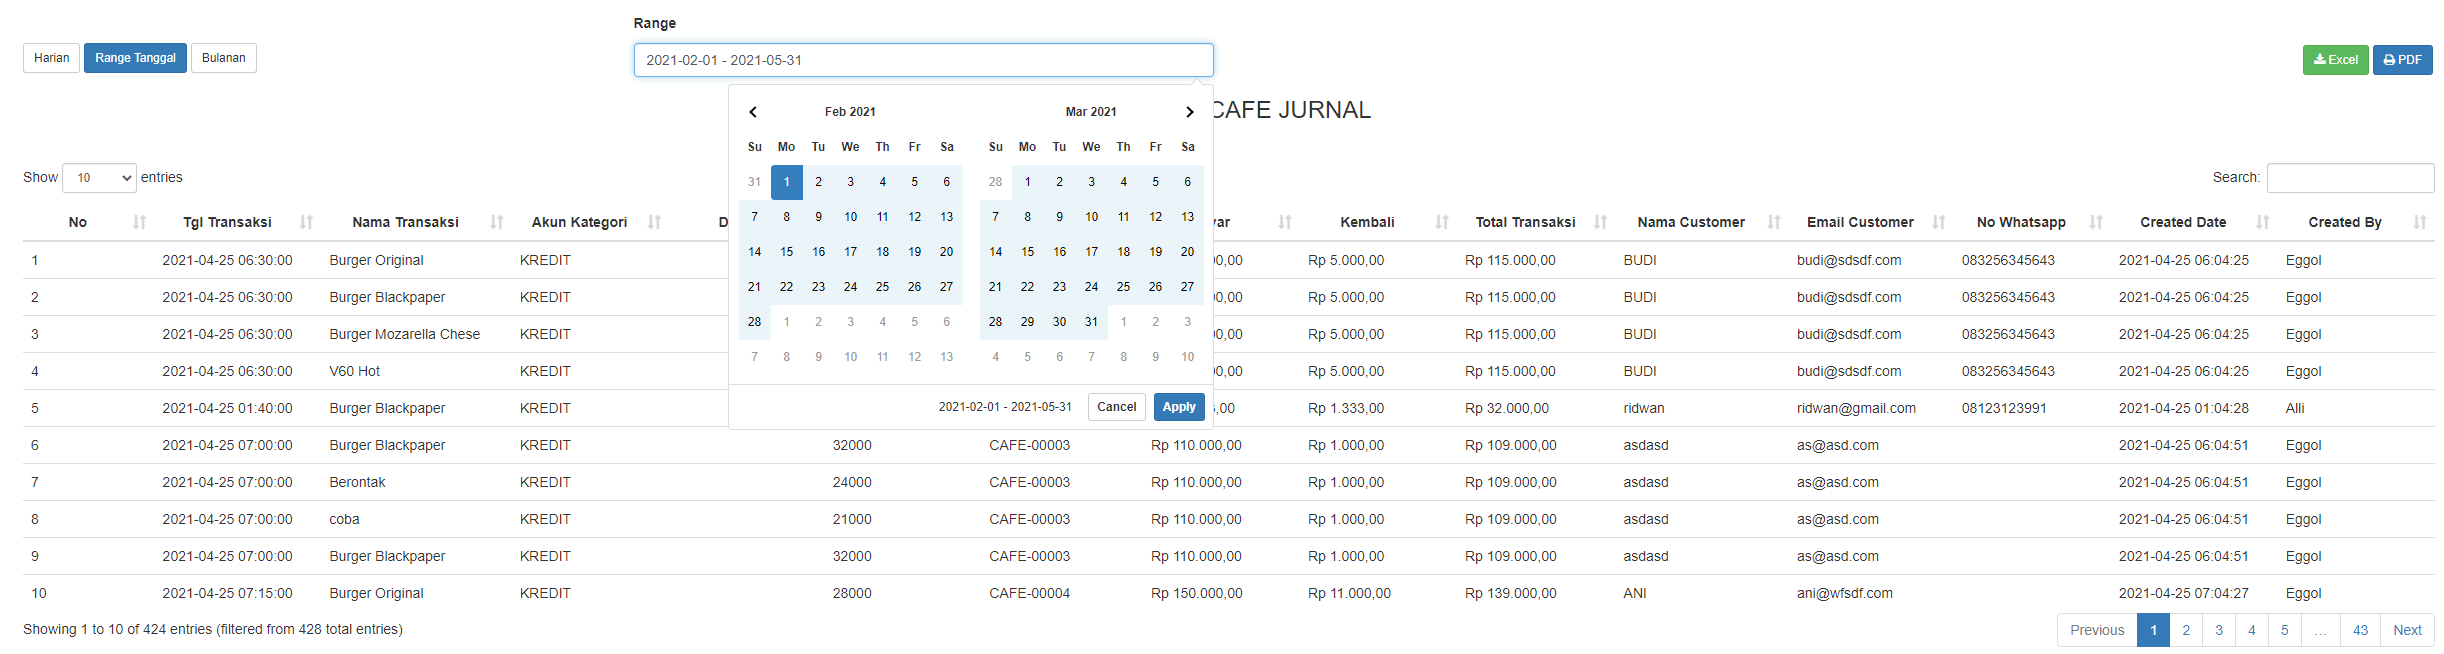 Range
Harian Range Tanggal Bulanan 2021-02-01 - 2021-05-31 Excel PDF
CAFE JURNAL
Feb 2021 Mar 2021
Su Mo Tu We Th Fr Sa Su Mo Tu We Th Fr Sa
31 1 2 3 4 5 6 28 1 2 3 4 5 6
7 8 9 10 11 12 13 7 8 9 10 11 12 13
14 15 16 17 18 19 20 14 15 16 17 18 19 20
21 22 23 24 25 26 27 21 22 23 24 25 26 27
28 1 2 3 4 5 6 28 29 30 31 1 2 3
7 8 9 10 11 12 13 4 5 6 7 8 9 10
2021-02-01 - 2021-05-31 Cancel Apply
Show 10 entries Search:
No Tgl Transaksi Nama Transaksi Akun Kategori D var Kembali Total Transaksi Nama Customer Email Customer No Whatsapp Created Date Created By
1 2021-04-25 06:30:00 Burger Original KREDIT 0,00 Rp 5.000,00 Rp 115.000,00 BUDI budi@sdsdf.com 083256345643 2021-04-25 06:04:25 Eggol
2 2021-04-25 06:30:00 Burger Blackpaper KREDIT 0,00 Rp 5.000,00 Rp 115.000,00 BUDI budi@sdsdf.com 083256345643 2021-04-25 06:04:25 Eggol
3 2021-04-25 06:30:00 Burger Mozarella Chese KREDIT 0,00 Rp 5.000,00 Rp 115.000,00 BUDI budi@sdsdf.com 083256345643 2021-04-25 06:04:25 Eggol
4 2021-04-25 06:30:00 V60 Hot KREDIT 0,00 Rp 5.000,00 Rp 115.000,00 BUDI budi@sdsdf.com 083256345643 2021-04-25 06:04:25 Eggol
5 2021-04-25 01:40:00 Burger Blackpaper KREDIT ,00 Rp 1.333,00 Rp 32.000,00 ridwan ridwan@gmail.com 08123123991 2021-04-25 01:04:28 Alli
6 2021-04-25 07:00:00 Burger Blackpaper KREDIT 32000 CAFE-00003 Rp 110.000,00 Rp 1.000,00 Rp 109.000,00 asdasd as@asd.com 2021-04-25 06:04:51 Eggol
7 2021-04-25 07:00:00 Berontak KREDIT 24000 CAFE-00003 Rp 110.000,00 Rp 1.000,00 Rp 109.000,00 asdasd as@asd.com 2021-04-25 06:04:51 Eggol
8 2021-04-25 07:00:00 coba KREDIT 21000 CAFE-00003 Rp 110.000,00 Rp 1.000,00 Rp 109.000,00 asdasd as@asd.com 2021-04-25 06:04:51 Eggol
9 2021-04-25 07:00:00 Burger Blackpaper KREDIT 32000 CAFE-00003 Rp 110.000,00 Rp 1.000,00 Rp 109.000,00 asdasd as@asd.com 2021-04-25 06:04:51 Eggol
10 2021-04-25 07:15:00 Burger Original KREDIT 28000 CAFE-00004 Rp 150.000,00 Rp 11.000,00 Rp 139.000,00 ANI ani@wfsdf.com 2021-04-25 07:04:27 Eggol
Showing 1 to 10 of 424 entries (filtered from 428 total entries) Previous 1 2 3 4 5 ... 43 Next